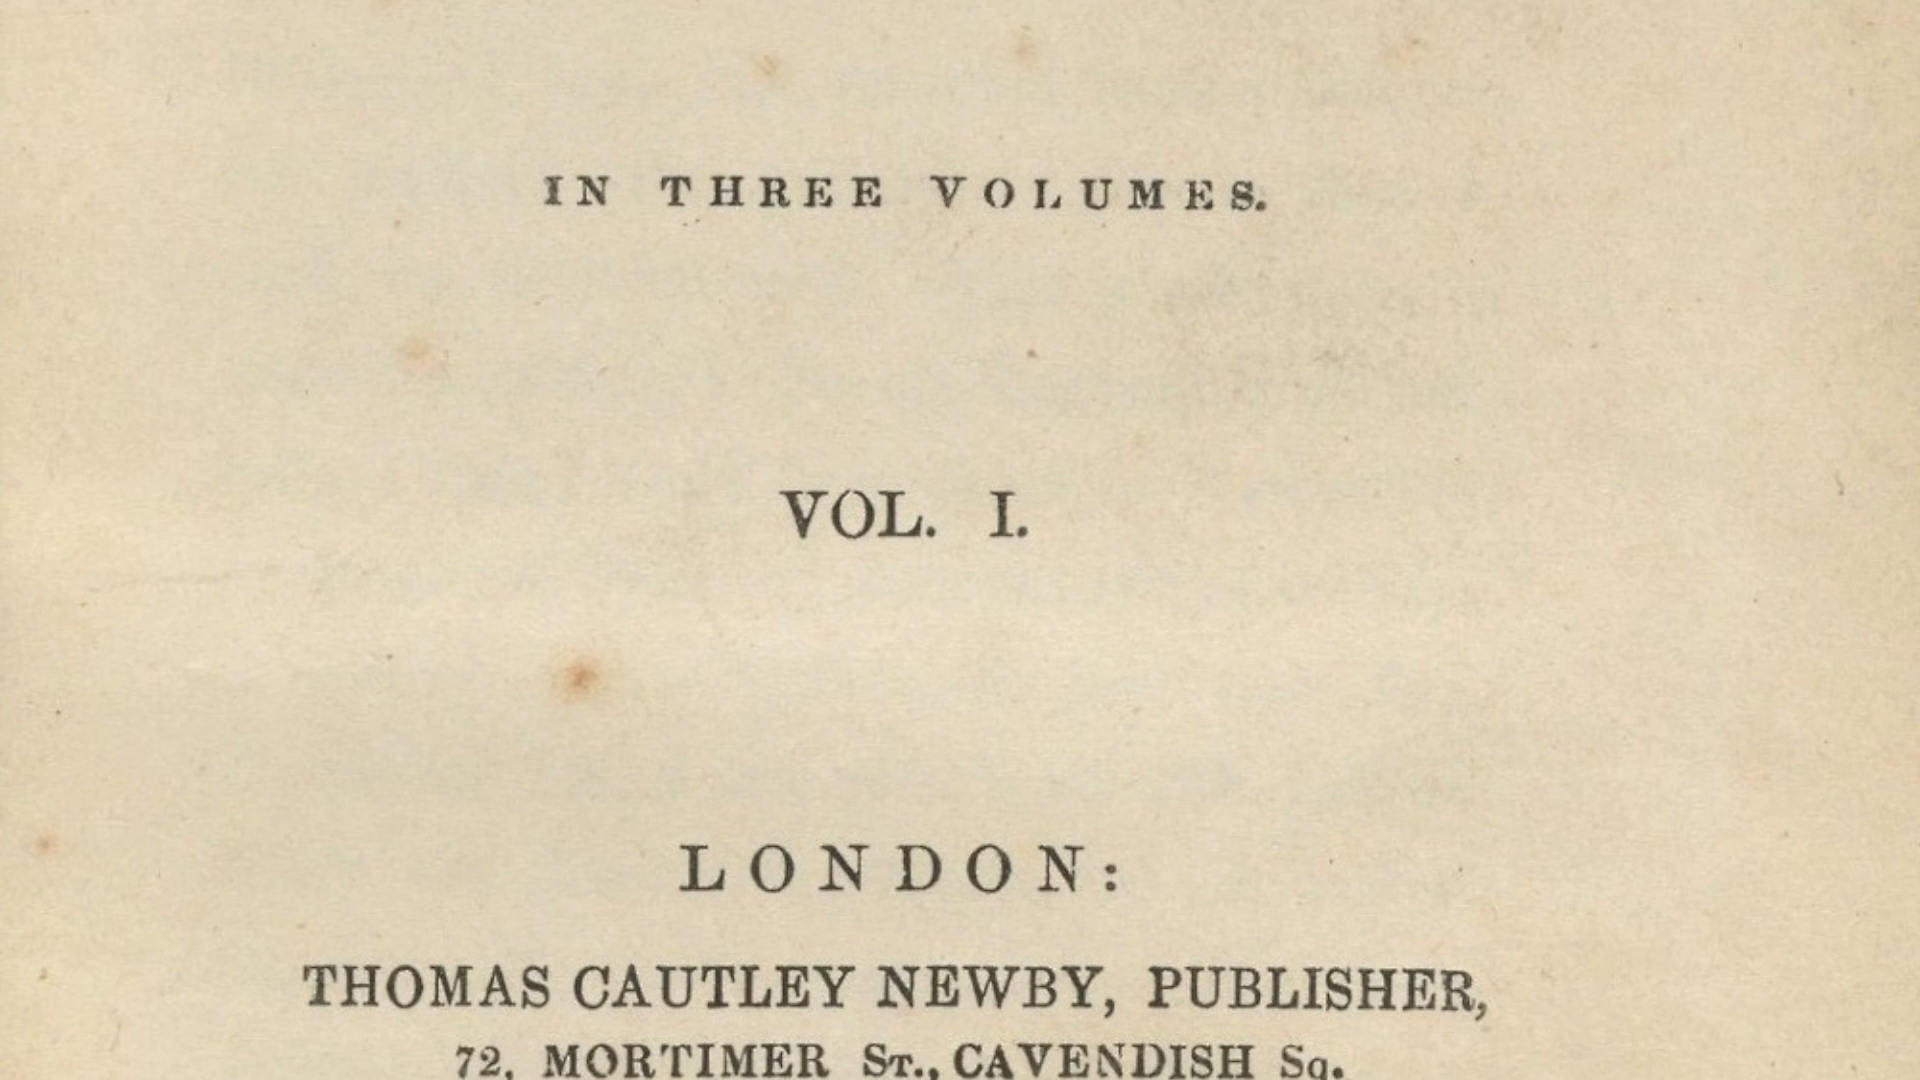 IN THREE VOLUMES.
VOL. I.
LONDON:
THOMAS CAUTLEY NEWBY, PUBLISHER,
72, MORTIMER St., CAVENDISH Sq.